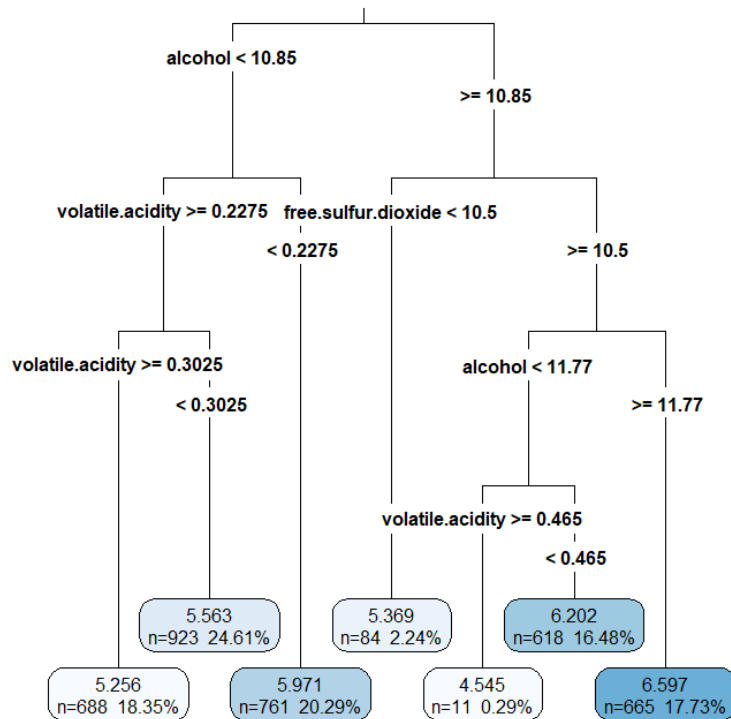 alcohol < 10.85
>= 10.85
volatile.acidity >= 0.2275
free.sulfur.dioxide < 10.5
< 0.2275
>= 10.5
volatile.acidity >= 0.3025
alcohol < 11.77
< 0.3025
>= 11.77
volatile.acidity >= 0.465
< 0.465
5.563
n=923 24.61%
5.369
n=84 2.24%
6.202
n=618 16.48%
5.256
n=688 18.35%
5.971
n=761 20.29%
4.545
n=11 0.29%
6.597
n=665 17.73%